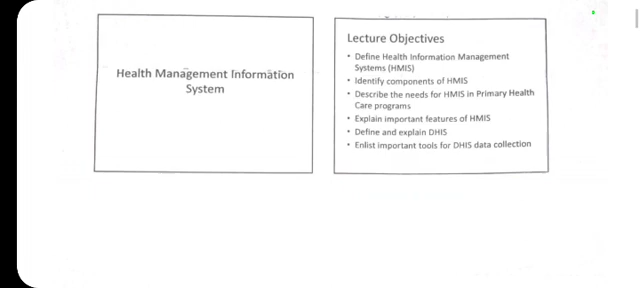 Health Management Information
System
Lecture Objectives
• Define Health Information Management
Systems (HMIS)
• Identify components of HMIS
• Describe the needs for HMIS in Primary Health
Care programs
• Explain important features of HMIS
• Define and explain DHIS
• Enlist important tools for DHIS data collection